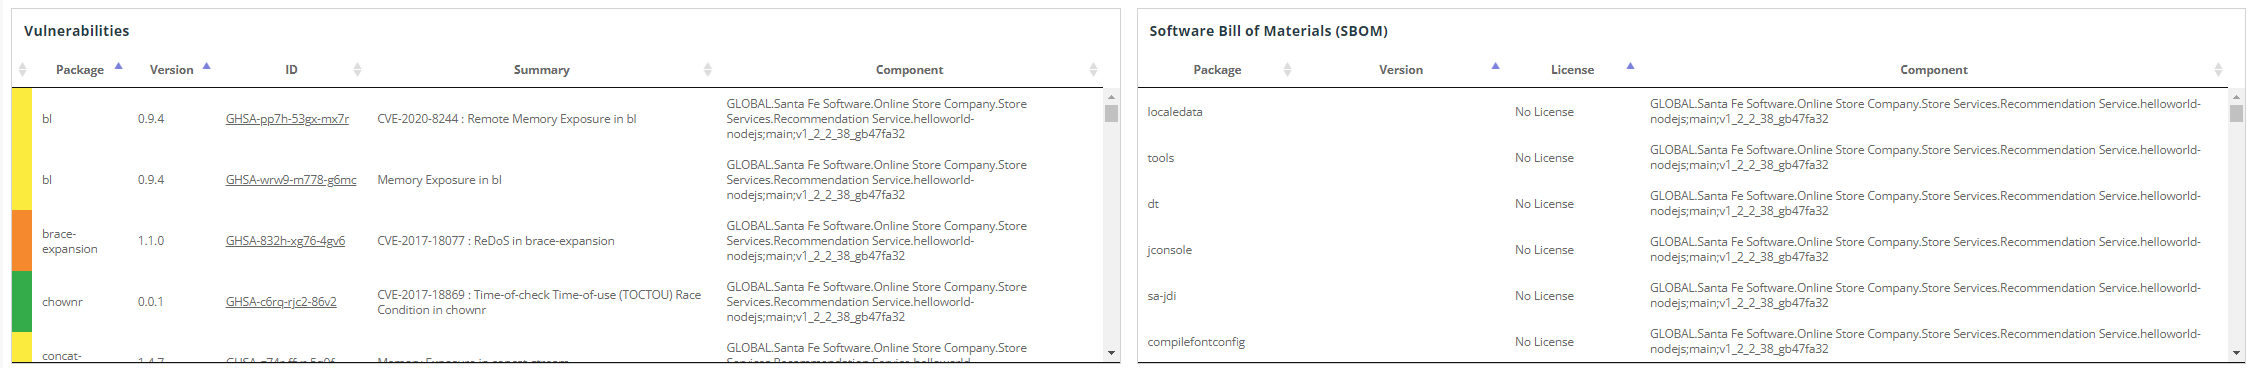 Vulnerabilities
Package Version ID Summary Component
bl 0.9.4 GHSA-pp7h-53gx-mx7r CVE-2020-8244 : Remote Memory Exposure in bl GLOBAL.Santa Fe Software.Online Store Company.Store
Services.Recommendation Service.helloworld-
nodejs;main;v1_2_2_38_gb47fa32
bl 0.9.4 GHSA-wrw9-m778-g6mc Memory Exposure in bl GLOBAL.Santa Fe Software.Online Store Company.Store
Services.Recommendation Service.helloworld-
nodejs;main;v1_2_2_38_gb47fa32
brace-
expansion 1.1.0 GHSA-832h-xg76-4gv6 CVE-2017-18077 : ReDoS in brace-expansion GLOBAL.Santa Fe Software.Online Store Company.Store
Services.Recommendation Service.helloworld-
nodejs;main;v1_2_2_38_gb47fa32
chownr 0.0.1 GHSA-c6rq-rjc2-86v2 CVE-2017-18869 : Time-of-check Time-of-use (TOCTOU) Race
Condition in chownr GLOBAL.Santa Fe Software.Online Store Company.Store
Services.Recommendation Service.helloworld-
nodejs;main;v1_2_2_38_gb47fa32
concat- GLOBAL.Santa Fe Software.Online Store Company.Store
Software Bill of Materials (SBOM)
Package Version License Component
localedata No License GLOBAL.Santa Fe Software.Online Store Company.Store Services.Recommendation Service.helloworld-
nodejs;main;v1_2_2_38_gb47fa32
tools No License GLOBAL.Santa Fe Software.Online Store Company.Store Services.Recommendation Service.helloworld-
nodejs;main;v1_2_2_38_gb47fa32
dt No License GLOBAL.Santa Fe Software.Online Store Company.Store Services.Recommendation Service.helloworld-
nodejs;main;v1_2_2_38_gb47fa32
jconsole No License GLOBAL.Santa Fe Software.Online Store Company.Store Services.Recommendation Service.helloworld-
nodejs;main;v1_2_2_38_gb47fa32
sa-jdi No License GLOBAL.Santa Fe Software.Online Store Company.Store Services.Recommendation Service.helloworld-
nodejs;main;v1_2_2_38_gb47fa32
compilefontconfig No License GLOBAL.Santa Fe Software.Online Store Company.Store Services.Recommendation Service.helloworld-
nodejs;main;v1_2_2_38_gb47fa32